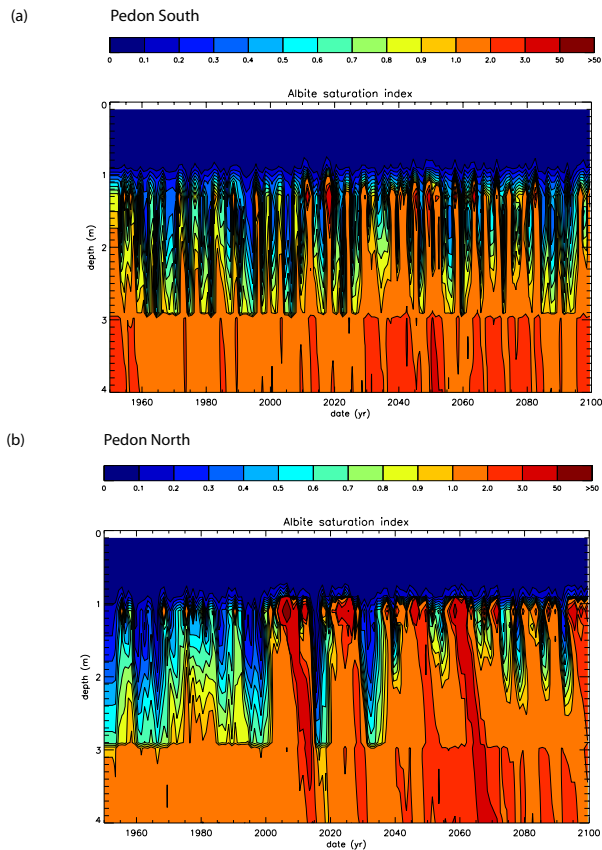 (a) Pedon South
0 0.1 0.2 0.3 0.4 0.5 0.6 0.7 0.8 0.9 1.0 2.0 3.0 50 >50
Albite saturation index
0
1
2
3
4
depth (m)
1960 1980 2000 2020 2040 2060 2080 2100
date (yr)
(b) Pedon North
0 0.1 0.2 0.3 0.4 0.5 0.6 0.7 0.8 0.9 1.0 2.0 3.0 50 >50
Albite saturation index
0
1
2
3
4
depth (m)
1960 1980 2000 2020 2040 2060 2080 2100
date (yr)